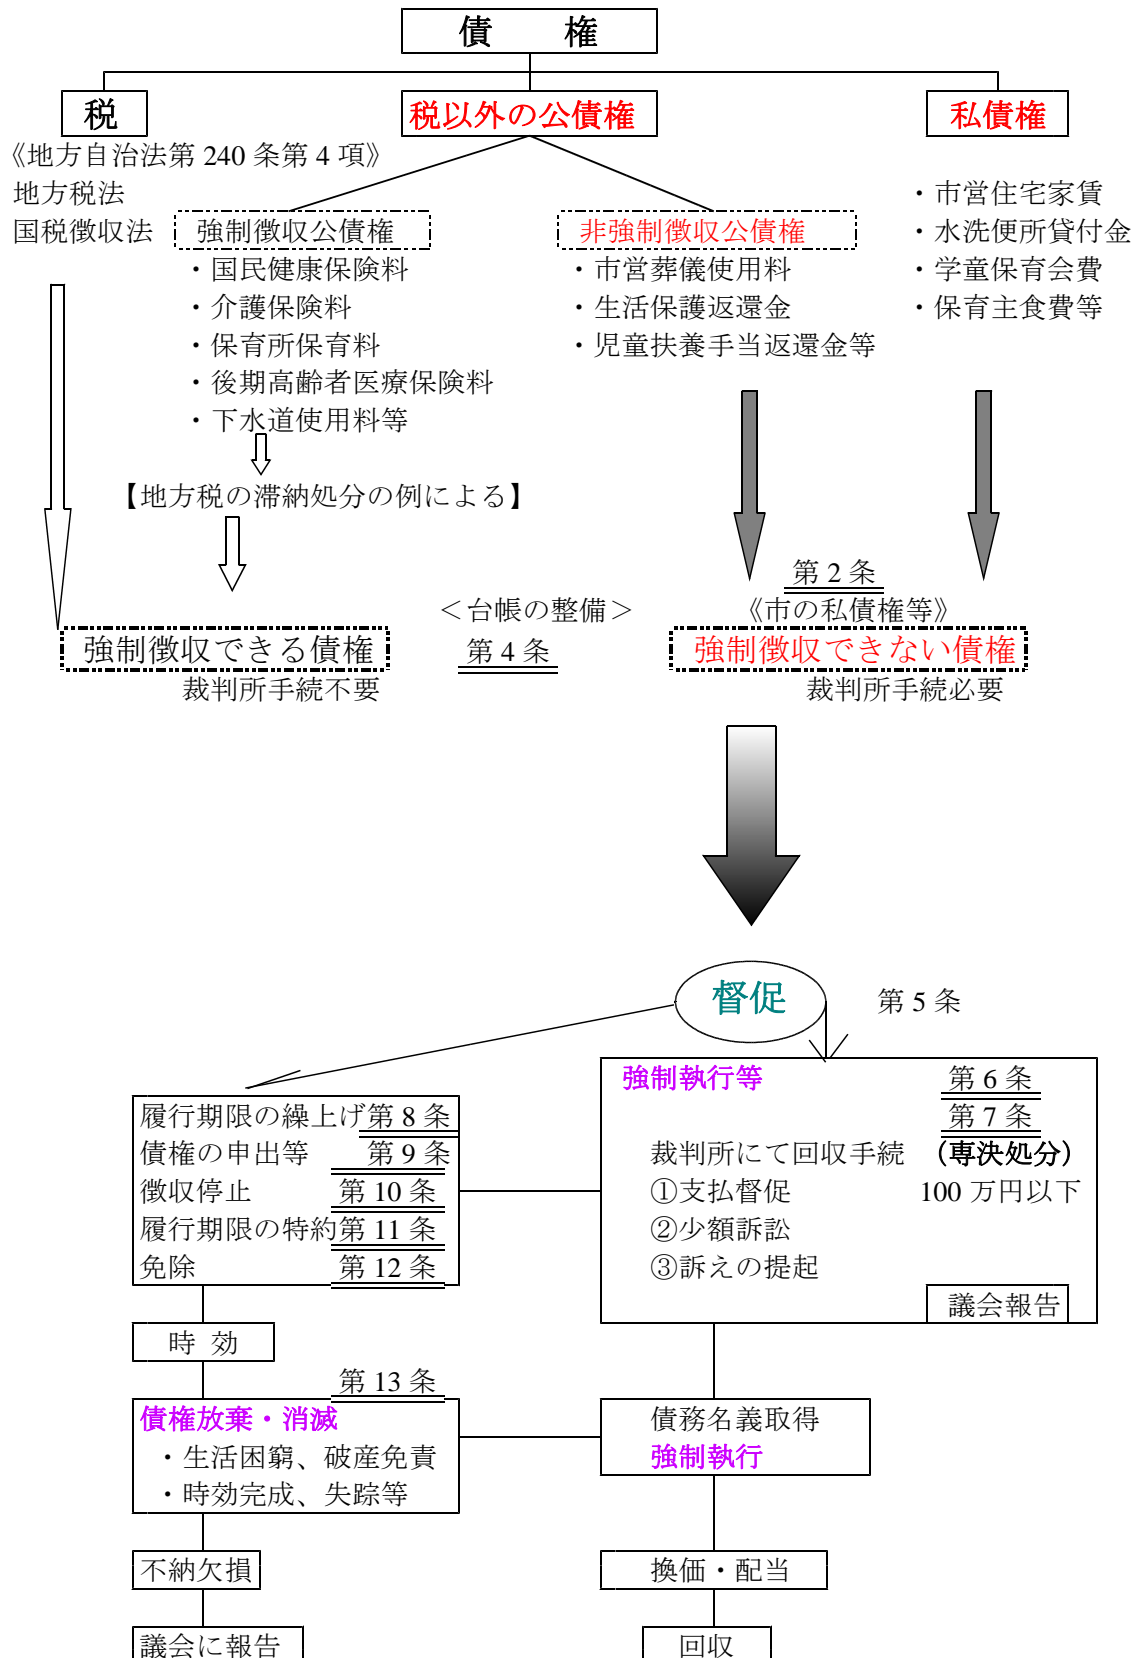 債　権
税
税以外の公債権
私債権
《地方自治法第 240 条第 4 項》
地方税法
国税徴収法
強制徴収公債権
・国民健康保険料
・介護保険料
・保育所保育料
・後期高齢者医療保険料
・下水道使用料等
【地方税の滞納処分の例による】
非強制徴収公債権
・市営葬儀使用料
・生活保護返還金
・児童扶養手当返還金等
・市営住宅家賃
・水洗便所貸付金
・学童保育会費
・保育主食費等
強制徴収できる債権
裁判所手続不要
＜台帳の整備＞
第 4 条
第 2 条
《市の私債権等》
強制徴収できない債権
裁判所手続必要
督促
第 5 条
履行期限の繰上げ第 8 条
債権の申出等　第 9 条
徴収停止　第 10 条
履行期限の特約第 11 条
免除　第 12 条
強制執行等　第 6 条
第 7 条
裁判所にて回収手続　（専決処分）
①支払督促　100 万円以下
②少額訴訟
③訴えの提起
議会報告
時 効
第 13 条
債権放棄・消滅
・生活困窮、破産免責
・時効完成、失踪等
債務名義取得
強制執行
不納欠損
換価・配当
議会に報告
回収